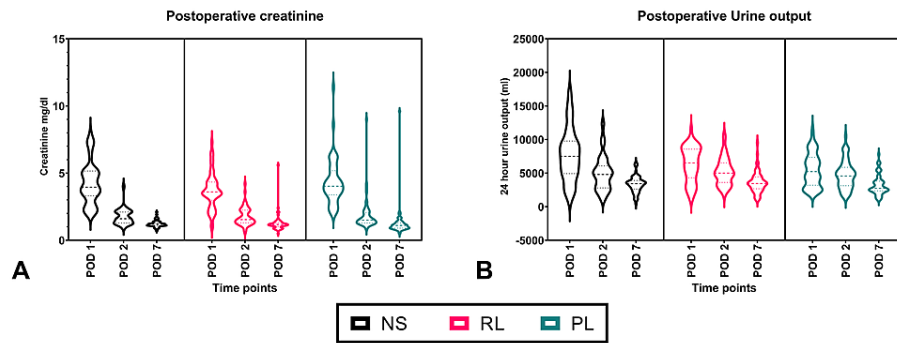 Postoperative creatinine
Creatinine mg/dl
15
10
5
0
POD 1
POD 2
POD 7
POD 1
POD 2
POD 7
POD 1
POD 2
POD 7
Time points
A
Postoperative Urine output
24 hour urine output (ml)
25000
20000
15000
10000
5000
0
-5000
POD 1
POD 2
POD 7
POD 1
POD 2
POD 7
POD 1
POD 2
POD 7
Time points
B
NS RL PL